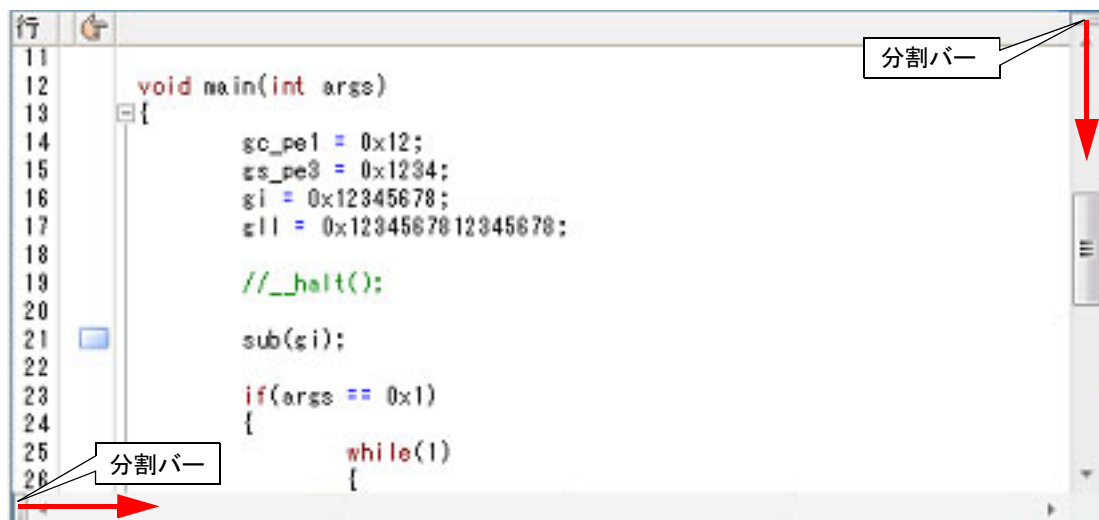 行
分割バー
11
12 void main(int args)
13 {
14 gc_pe1 = 0x12;
15 gs_pe3 = 0x1234;
16 gi = 0x12345678;
17 gll = 0x1234567812345678;
18
19 //__halt();
20
21 sub(gi);
22
23 if(args == 0x1)
24 {
25 while(1)
26 {
分割バー